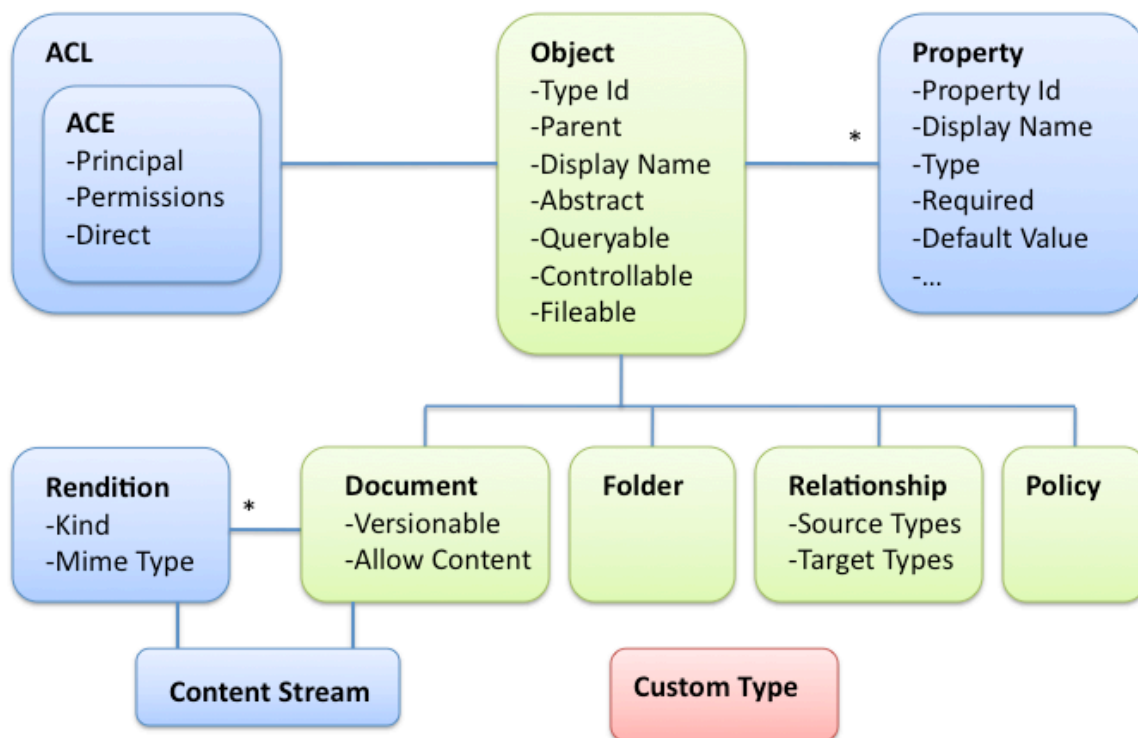 ACL
ACE
-Principal
-Permissions
-Direct
Object
-Type Id
-Parent
-Display Name
-Abstract
-Queryable
-Controllable
-Fileable
*
Property
-Property Id
-Display Name
-Type
-Required
-Default Value
-...
Rendition
-Kind
-Mime Type
*
Document
-Versionable
-Allow Content
Folder
Relationship
-Source Types
-Target Types
Policy
Content Stream
Custom Type